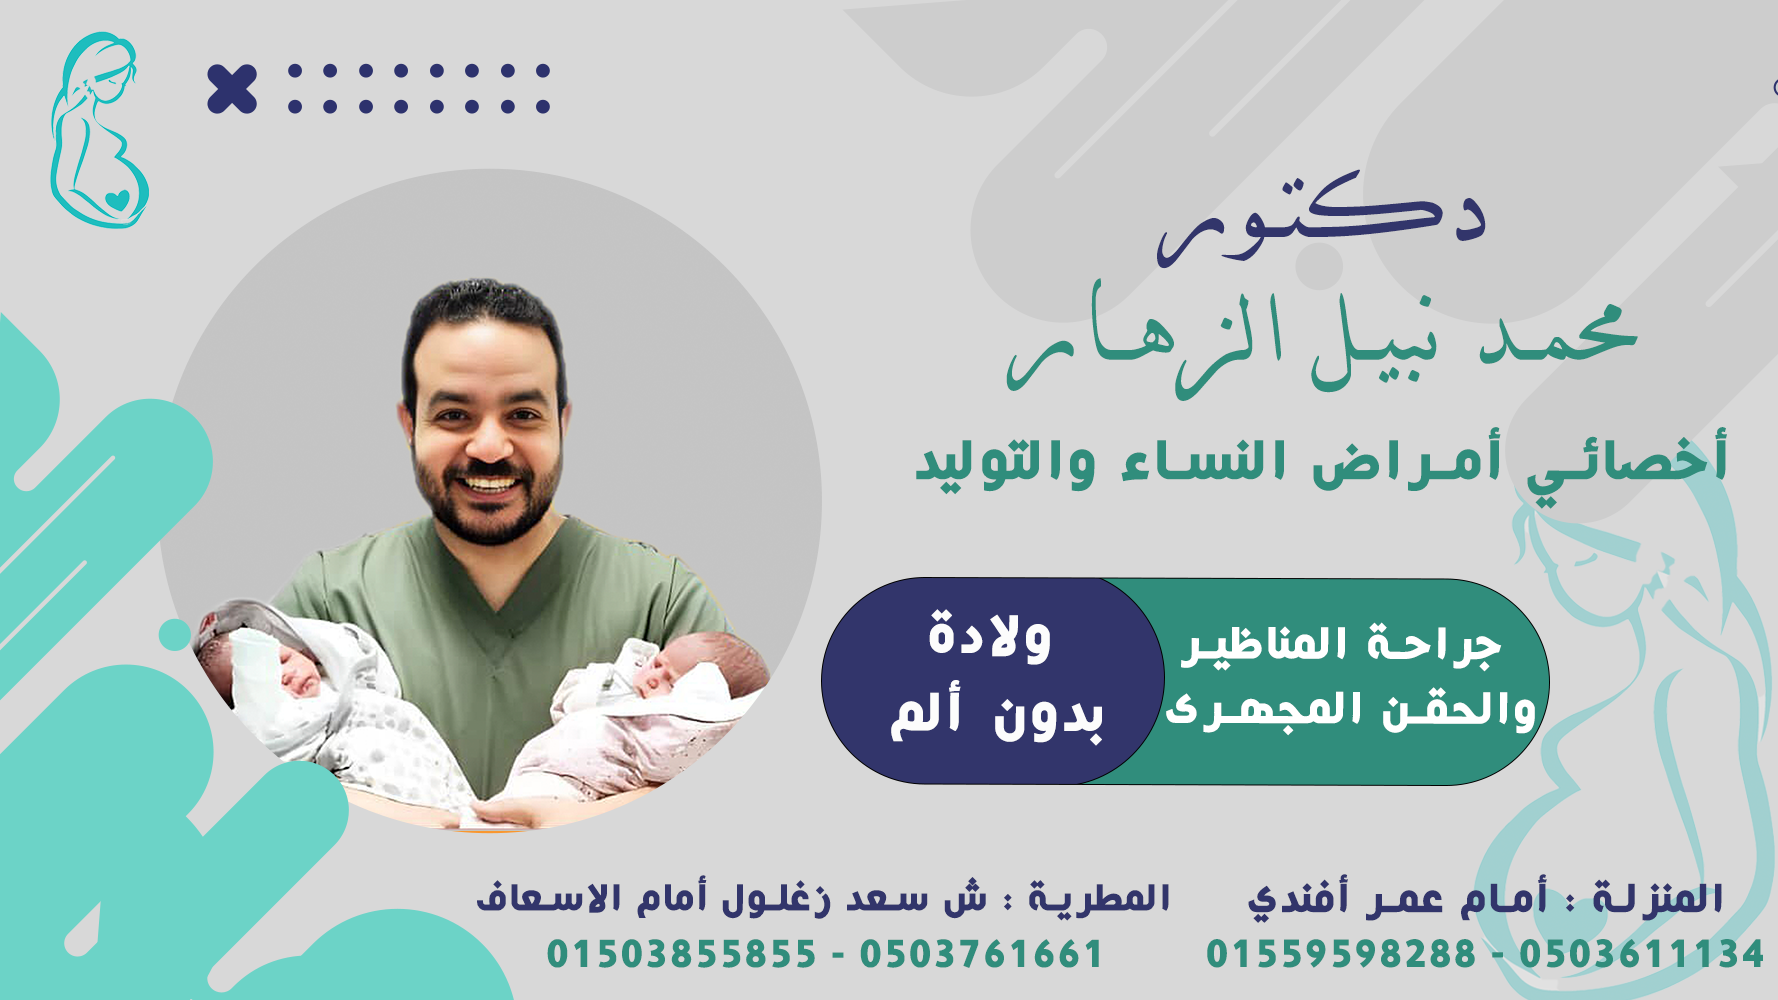 دكتور
محمد نبيل الزهار
أخصائي أمراض النساء والتوليد
جراحة المناظير
والحقن المجهرى
ولادة
بدون ألم
المنزلة : أمام عمر أفندي
0503611134 - 01559598288
المطرية : ش سعد زغلول أمام الاسعاف
0503761661 - 01503855855